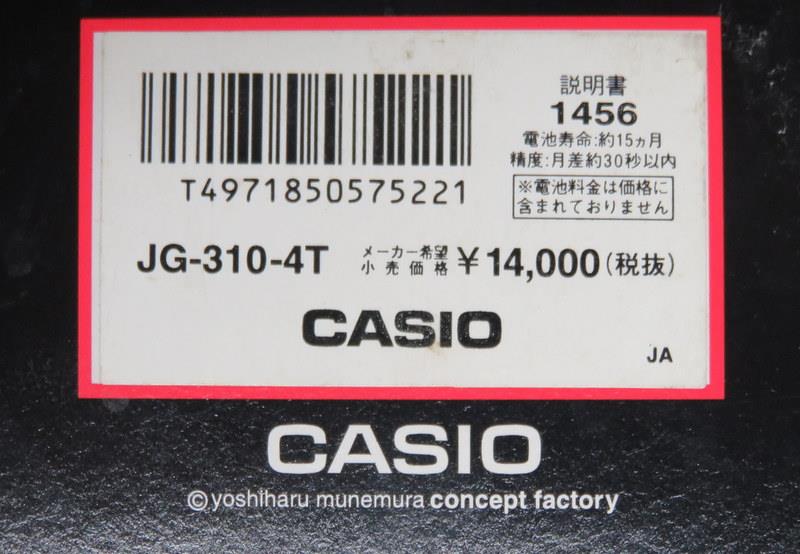 説明書
1456
電池寿命:約15ヵ月
精度:月差約30秒以内
T4971850575221
※電池料金は価格に
含まれておりません
JG-310-4T メーカー希望小売価格 ¥14,000(税抜)
CASIO
JA
CASIO
©yoshiharu munemura concept factory